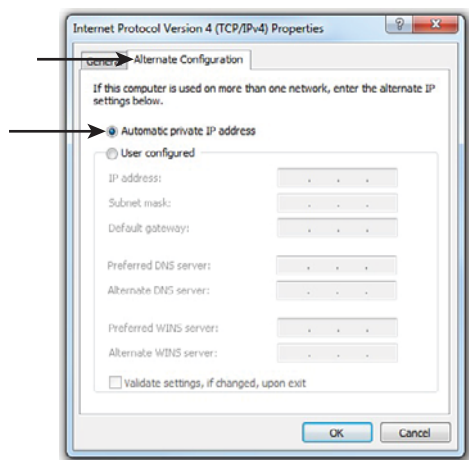 Internet Protocol Version 4 (TCP/IPv4) Properties
General
Alternate Configuration
If this computer is used on more than one network, enter the alternate IP
settings below.
Automatic private IP address
User configured
IP address:
Subnet mask:
Default gateway:
Preferred DNS server:
Alternate DNS server:
Preferred WINS server:
Alternate WINS server:
Validate settings, if changed, upon exit
OK
Cancel